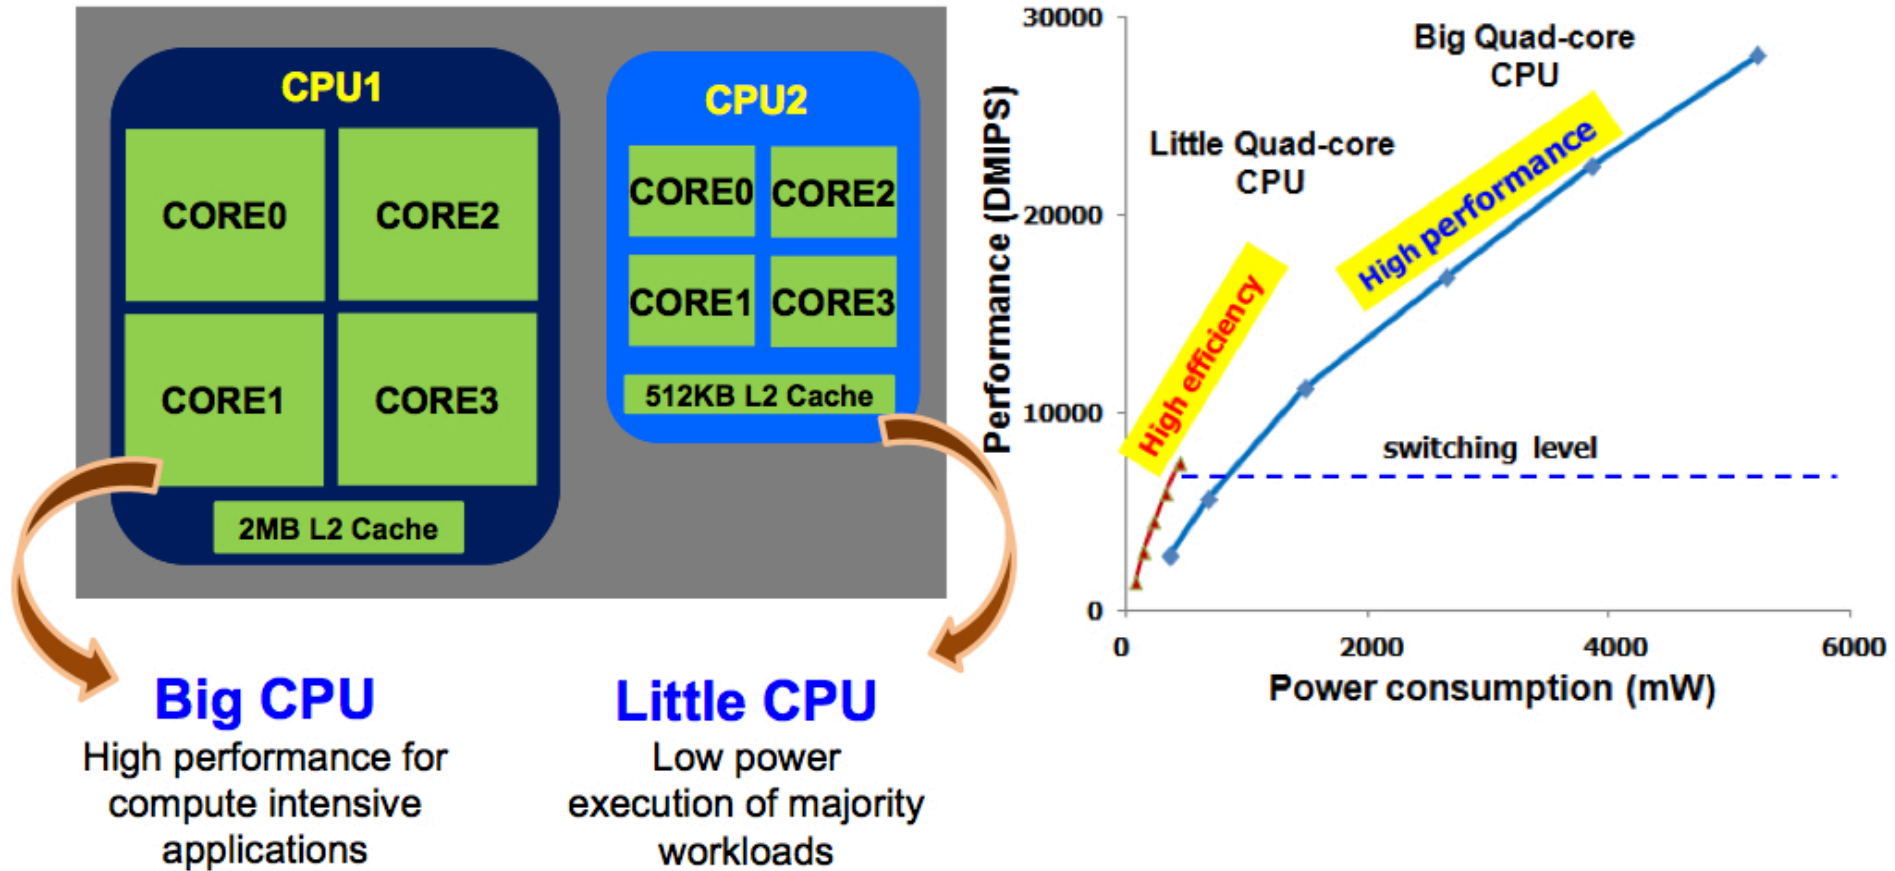 CPU1
CORE0
CORE2
CORE1
CORE3
2MB L2 Cache
CPU2
CORE0
CORE2
CORE1
CORE3
512KB L2 Cache
Big CPU
High performance for
compute intensive
applications
Little CPU
Low power
execution of majority
workloads
Performance (DMIPS)
30000
20000
10000
0
Big Quad-core
CPU
Little Quad-core
CPU
High performance
High efficiency
switching level
0
2000
4000
6000
Power consumption (mW)